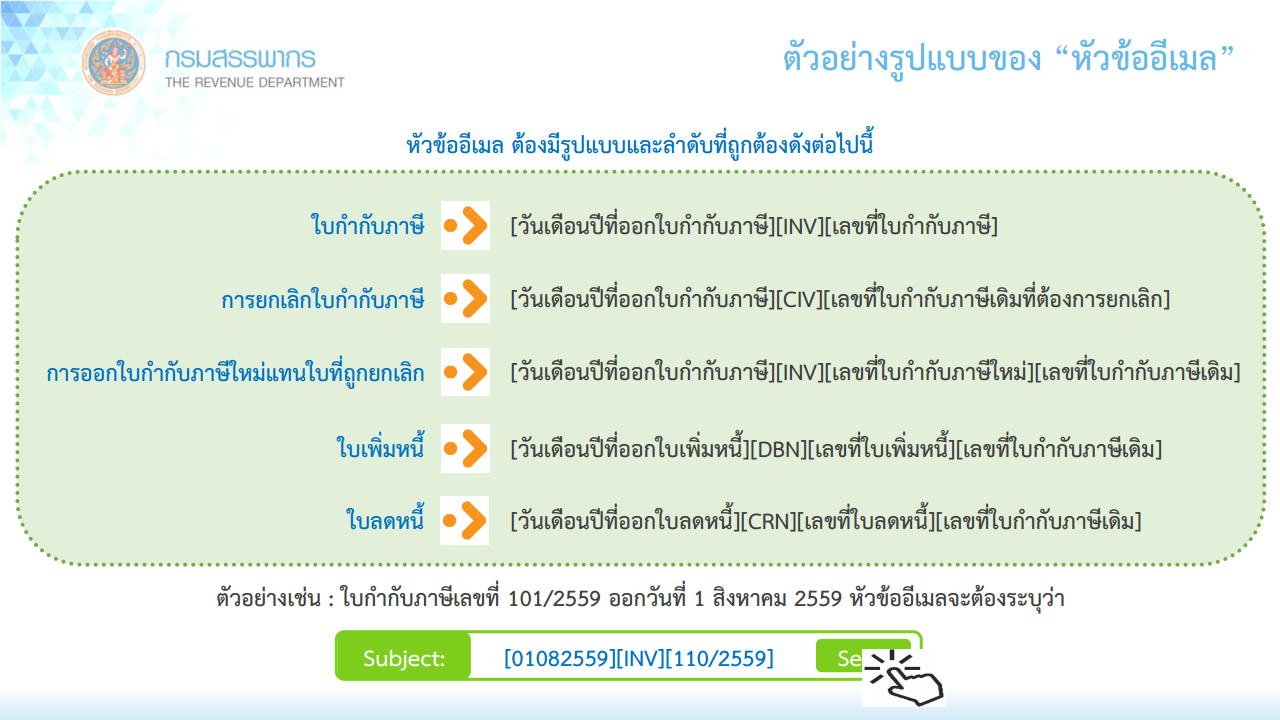 กรมสรรพากร
THE REVENUE DEPARTMENT
ตัวอย่างรูปแบบของ “หัวข้ออีเมล”
หัวข้ออีเมล ต้องมีรูปแบบและลำดับที่ถูกต้องดังต่อไปนี้
ใบกำกับภาษี [วันเดือนปีที่ออกใบกำกับภาษี][INV][เลขที่ใบกำกับภาษี]
การยกเลิกใบกำกับภาษี [วันเดือนปีที่ออกใบกำกับภาษี][CIV][เลขที่ใบกำกับภาษีเดิมที่ต้องการยกเลิก]
การออกใบกำกับภาษีใหม่แทนใบที่ถูกยกเลิก [วันเดือนปีที่ออกใบกำกับภาษี][INV][เลขที่ใบกำกับภาษีใหม่][เลขที่ใบกำกับภาษีเดิม]
ใบเพิ่มหนี้ [วันเดือนปีที่ออกใบเพิ่มหนี้][DBN][เลขที่ใบเพิ่มหนี้][เลขที่ใบกำกับภาษีเดิม]
ใบลดหนี้ [วันเดือนปีที่ออกใบลดหนี้][CRN][เลขที่ใบลดหนี้][เลขที่ใบกำกับภาษีเดิม]
ตัวอย่างเช่น : ใบกำกับภาษีเลขที่ 101/2559 ออกวันที่ 1 สิงหาคม 2559 หัวข้ออีเมลจะต้องระบุว่า
Subject: [01082559][INV][110/2559]